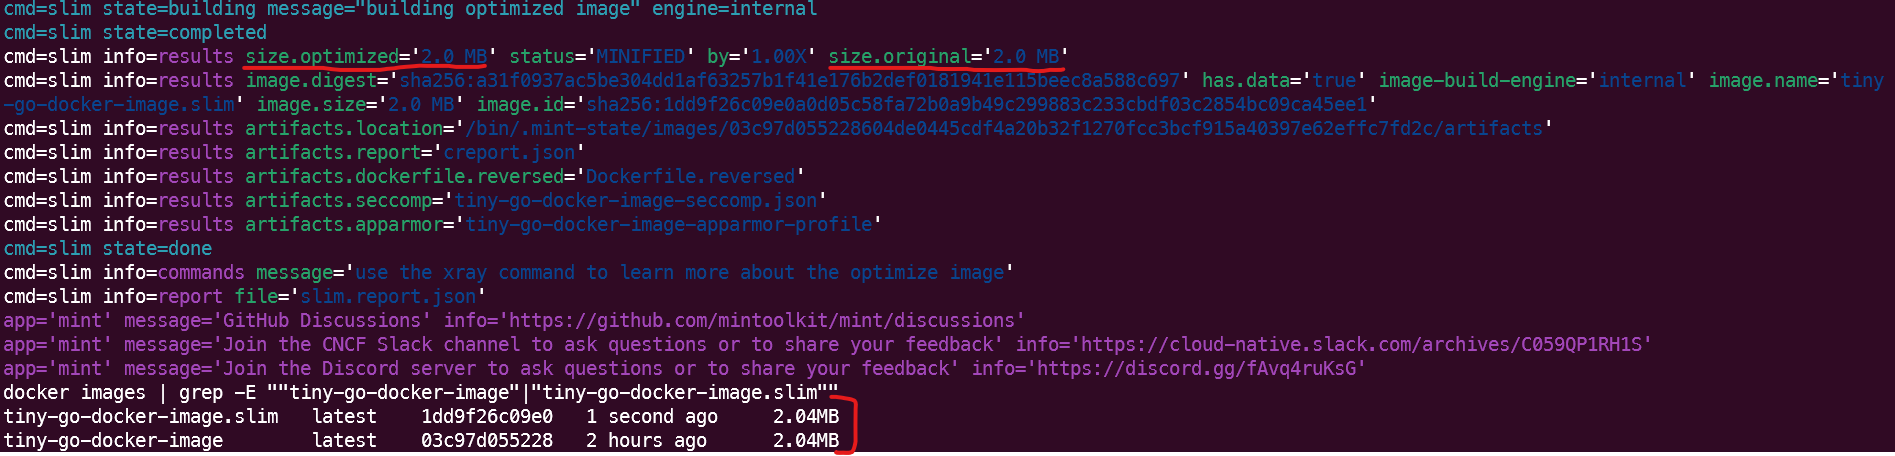 cmd=slim state=building message="building optimized image" engine=internal
cmd=slim state=completed
cmd=slim info=results size.optimized='2.0 MB' status='MINIFIED' by='1.00X' size.original='2.0 MB'
cmd=slim info=results image.digest='sha256:a31f0937ac5be304dd1af63257b1f41e176b2def0181941e115beec8a588c697' has.data='true' image-build-engine='internal' image.name='tiny
-go-docker-image.slim' image.size='2.0 MB' image.id='sha256:1dd9f26c09e0a0d05c58fa72b0a9b49c299883c233cbdf03c2854bc09ca45ee1'
cmd=slim info=results artifacts.location='/bin/.mint-state/images/03c97d055228604de0445cdf4a20b32f1270fcc3bcf915a40397e62effc7fd2c/artifacts'
cmd=slim info=results artifacts.report='creport.json'
cmd=slim info=results artifacts.dockerfile.reversed='Dockerfile.reversed'
cmd=slim info=results artifacts.seccomp='tiny-go-docker-image-seccomp.json'
cmd=slim info=results artifacts.apparmor='tiny-go-docker-image-apparmor-profile'
cmd=slim state=done
cmd=slim info=commands message='use the xray command to learn more about the optimize image'
cmd=slim info=report file='slim.report.json'
app='mint' message='GitHub Discussions' info='https://github.com/mintoolkit/mint/discussions'
app='mint' message='Join the CNCF Slack channel to ask questions or to share your feedback' info='https://cloud-native.slack.com/archives/C059QP1RH1S'
app='mint' message='Join the Discord server to ask questions or to share your feedback' info='https://discord.gg/fAvq4ruKsG'
docker images | grep -E ""tiny-go-docker-image"|"tiny-go-docker-image.slim""
tiny-go-docker-image.slim   latest    1dd9f26c09e0   1 second ago     2.04MB
tiny-go-docker-image        latest    03c97d055228   2 hours ago      2.04MB